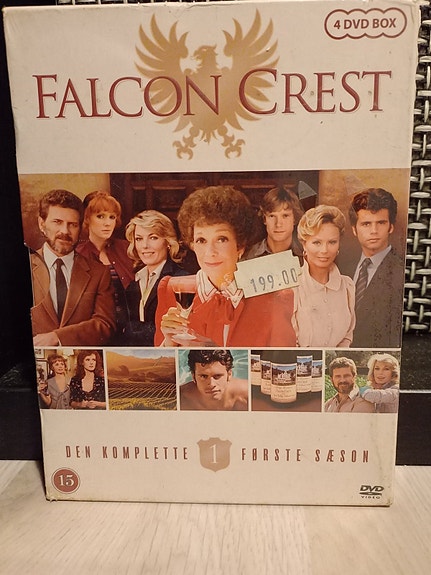 4 DVD BOX
FALCON CREST
199.00
DEN KOMPLETTE 1 FØRSTE SÆSON
15
DVD
VIDEO